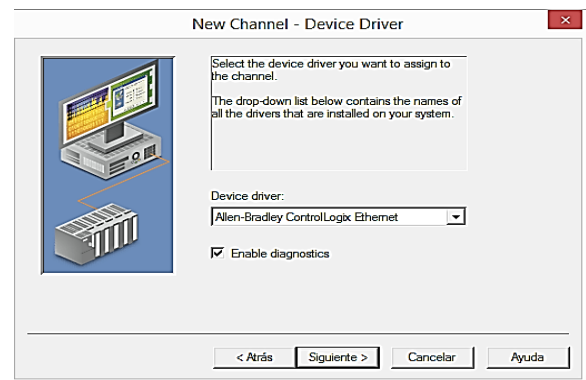 New Channel - Device Driver
Select the device driver you want to assign to
the channel.
The drop-down list below contains the names of
all the drivers that are installed on your system.
Device driver:
Allen-Bradley ControlLogix Ethernet
Enable diagnostics
< Atrás Siguiente > Cancelar Ayuda